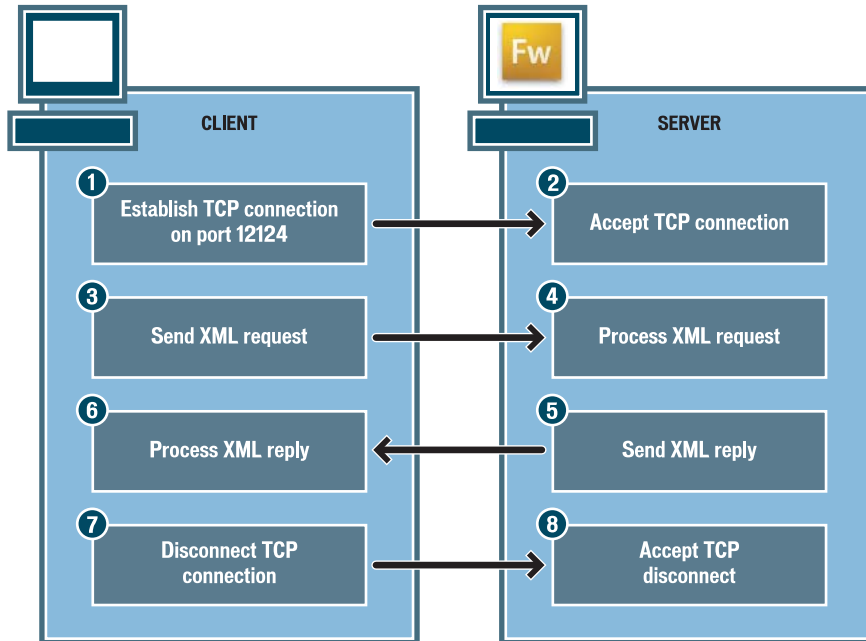 Fw
CLIENT
SERVER
1
Establish TCP connection
on port 12124
2
Accept TCP connection
3
Send XML request
4
Process XML request
6
Process XML reply
5
Send XML reply
7
Disconnect TCP
connection
8
Accept TCP
disconnect